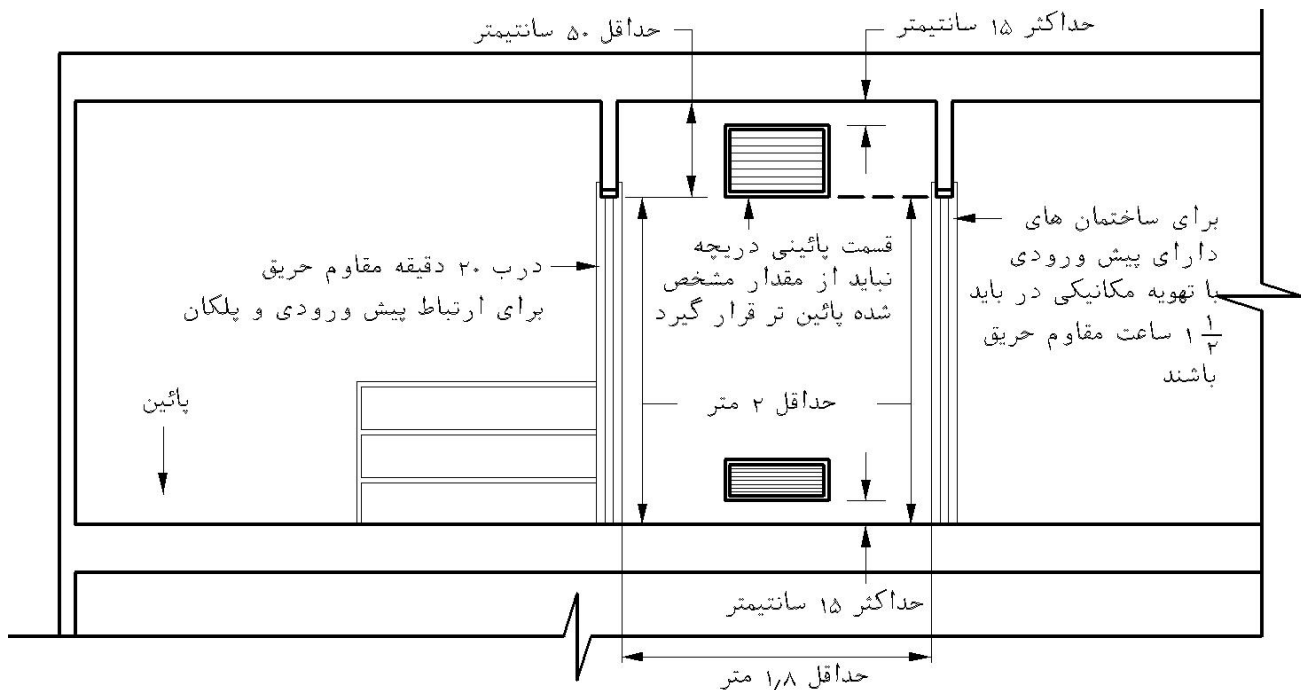 حداکثر ۱۵ سانتیمتر
حداقل ۵۰ سانتیمتر
برای ساختمان های
دارای پیش ورودی
با تهویه مکانیکی در باید
۱ ۱/۲ ساعت مقاوم حریق
باشند
قسمت پائینی دریچه
نباید از مقدار مشخص
شده پائین تر قرار گیرد
درب ۲۰ دقیقه مقاوم حریق
برای ارتباط پیش ورودی و پلکان
حداقل ۲ متر
پائین
حداکثر ۱۵ سانتیمتر
حداقل ۱٫۸ متر